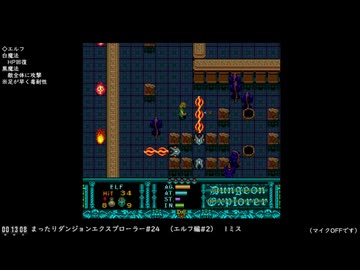 ◇エルフ
白魔法
HP回復
黒魔法
敵全体に攻撃
※足が早く毒耐性
ELF
HIT 34
8 9
AG
AT
ST
IN
Dungeon
Explorer
00:13:08
まったりダンジョンエクスプローラー#24 (エルフ編#2) 1ミス
(マイクOFFです)